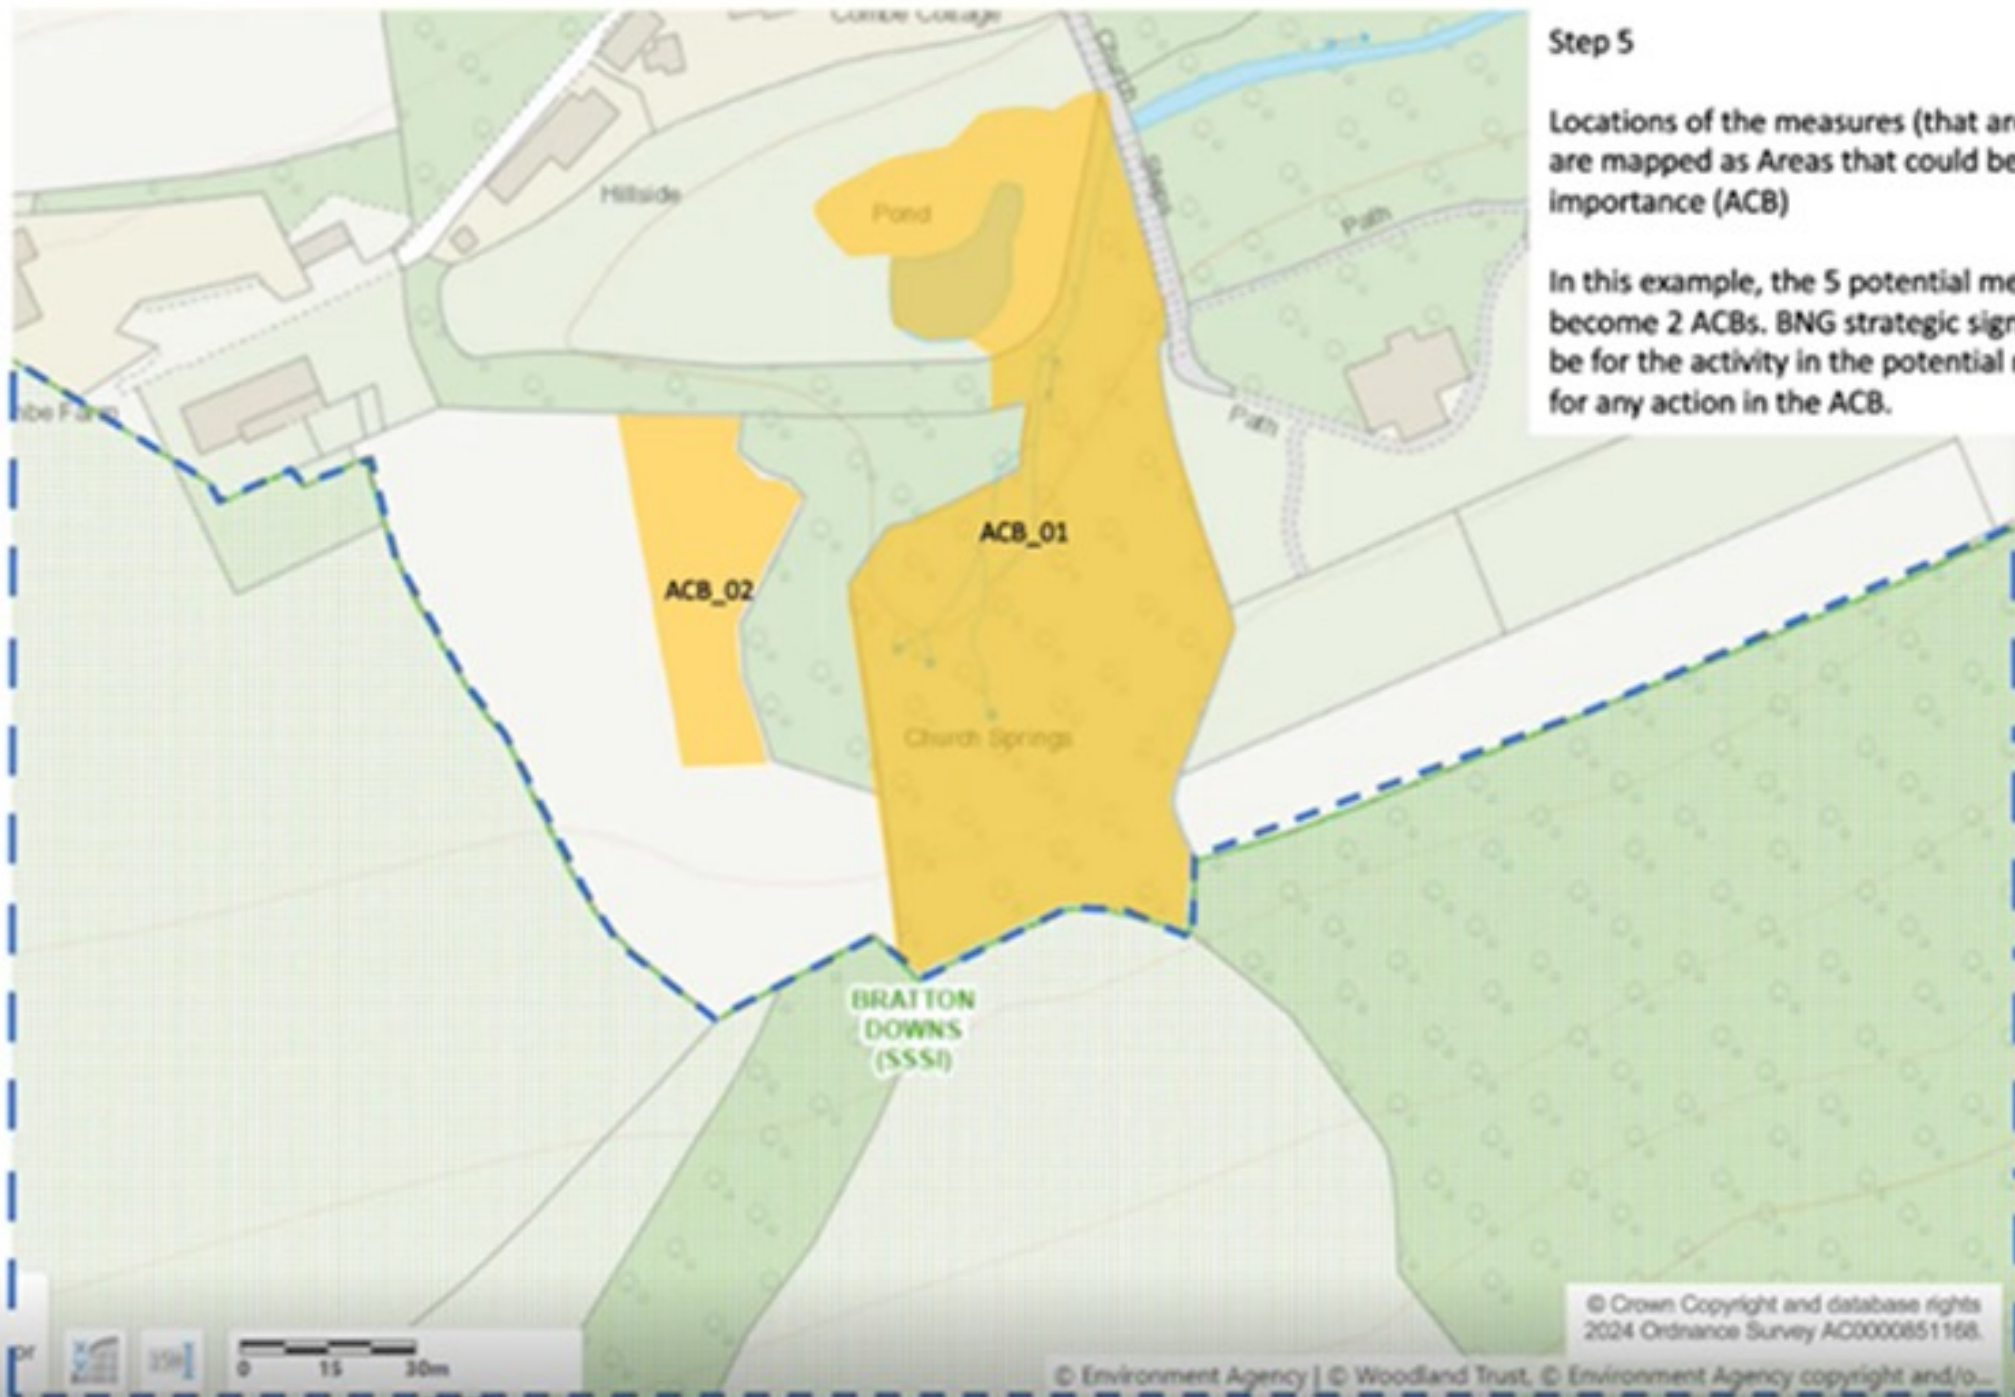 Step 5
Locations of the measures (that ar
are mapped as Areas that could be
importance (ACB)
In this example, the 5 potential me
become 2 ACBs. BNG strategic sign
be for the activity in the potential
for any action in the ACB.
Combe Cottage
Church
Steps
Hillside
Pond
Path
be Farm
Path
ACB_01
ACB_02
Church Springs
BRATTON
DOWNS
(SSSI)
0 15 30m
© Crown Copyright and database rights
2024 Ordnance Survey AC0000851168.
© Environment Agency | © Woodland Trust, © Environment Agency copyright and/o...